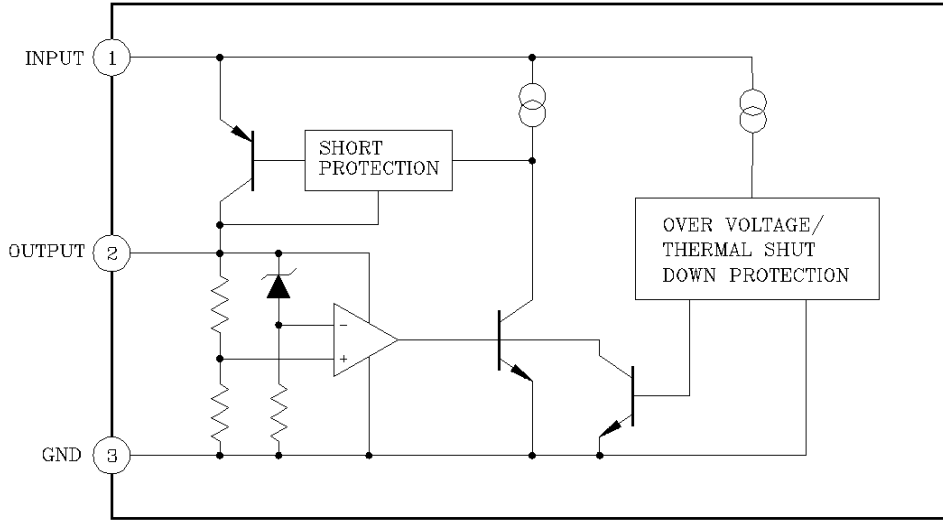 INPUT 1
SHORT
PROTECTION
OVER VOLTAGE/
THERMAL SHUT
DOWN PROTECTION
OUTPUT 2
-
+
GND 3